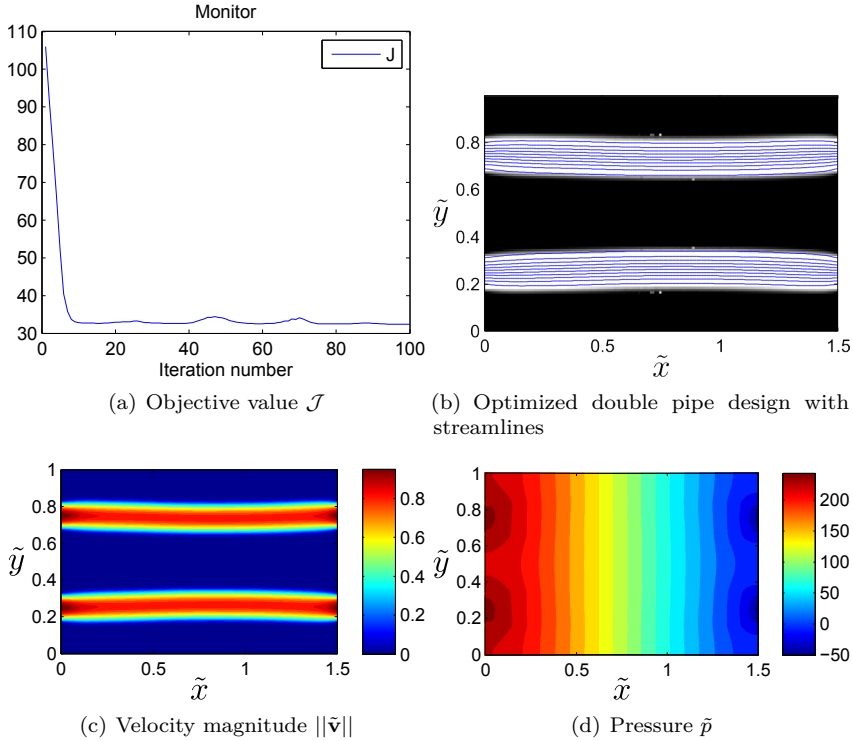 Monitor
J
110
100
90
80
70
60
50
40
30
0 20 40 60 80 100
Iteration number
(a) Objective value 𝒥
0.8
0.6
ỹ
0.4
0.2
0
0 0.5 1 1.5
x̃
(b) Optimized double pipe design with
streamlines
1
0.8
0.6
ỹ
0.4
0.2
0
0 0.5 1 1.5
x̃
0.8
0.6
0.4
0.2
0
(c) Velocity magnitude ||ṽ||
1
0.8
0.6
ỹ
0.4
0.2
0
0 0.5 1 1.5
x̃
200
150
100
50
0
−50
(d) Pressure p̃